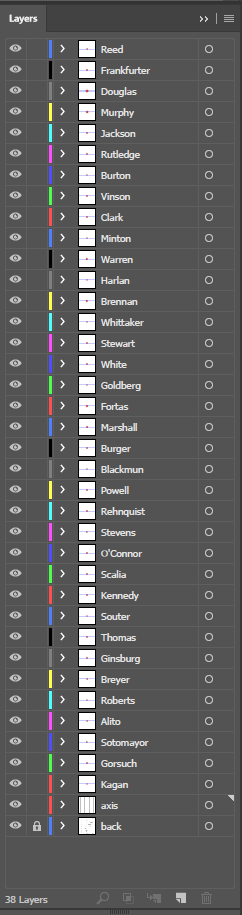 Layers
Reed
Frankfurter
Douglas
Murphy
Jackson
Rutledge
Burton
Vinson
Clark
Minton
Warren
Harlan
Brennan
Whittaker
Stewart
White
Goldberg
Fortas
Marshall
Burger
Blackmun
Powell
Rehnquist
Stevens
O'Connor
Scalia
Kennedy
Souter
Thomas
Ginsburg
Breyer
Roberts
Alito
Sotomayor
Gorsuch
Kagan
axis
back
38 Layers